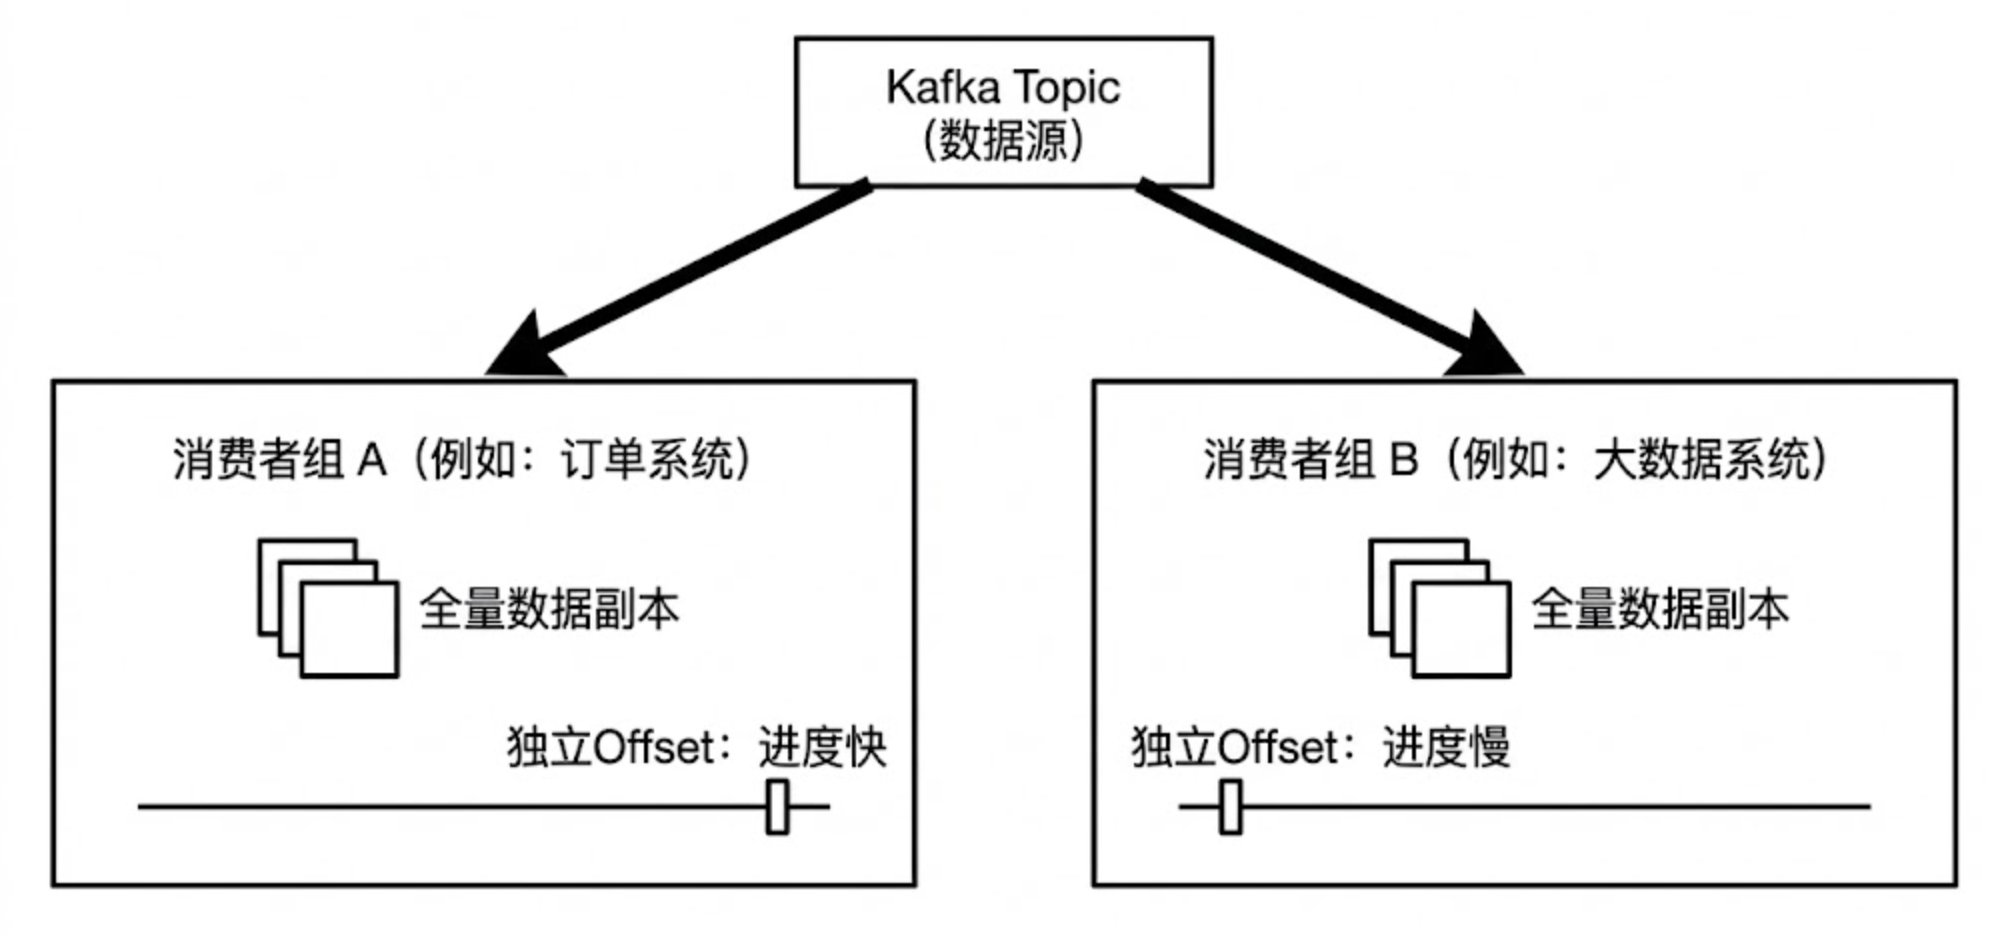 Kafka Topic
（数据源）
消费者组 A（例如：订单系统）
全量数据副本
独立Offset：进度快
消费者组 B（例如：大数据系统）
全量数据副本
独立Offset：进度慢